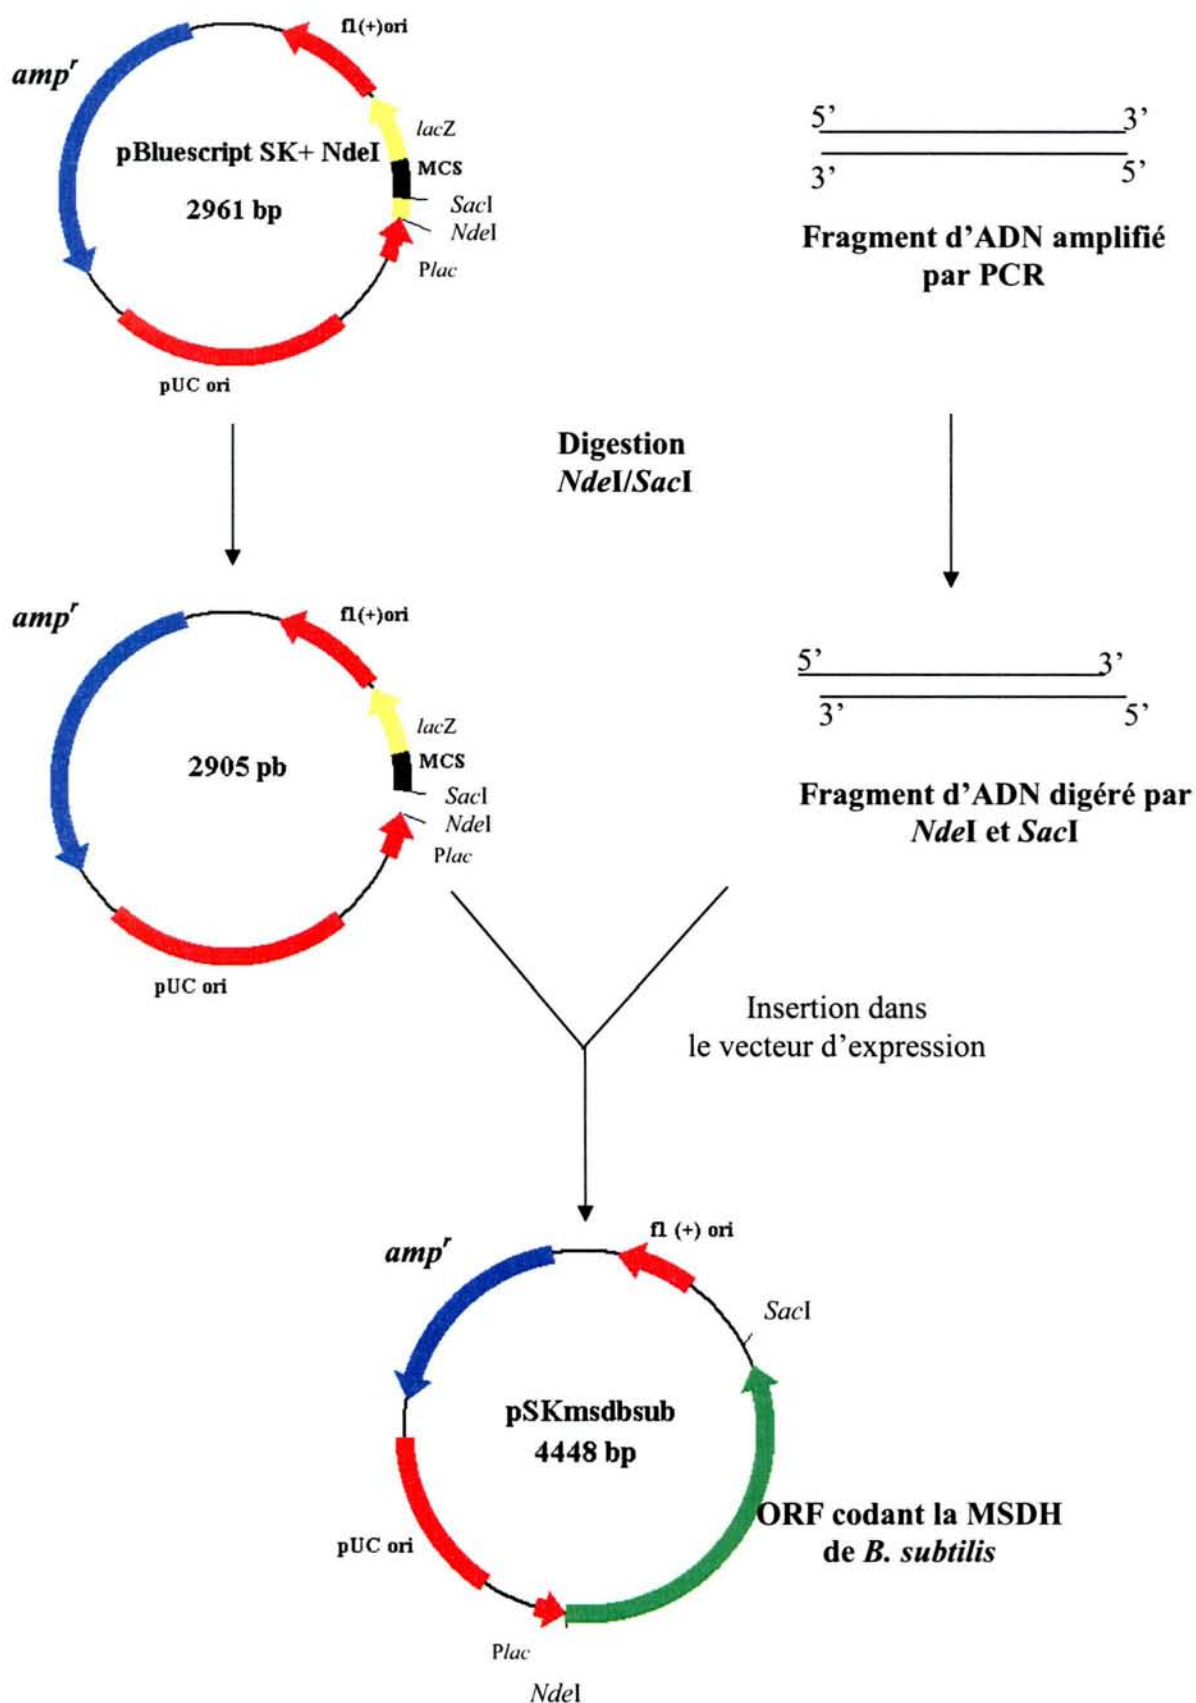 f1(+)ori
ampʳ
lacZ
pBluescript SK+ NdeI
MCS
2961 bp
SacI
NdeI
Plac
pUC ori
5’ 3’
3’ 5’
Fragment d’ADN amplifié
par PCR
Digestion
NdeI/SacI
f1(+)ori
ampʳ
lacZ
2905 pb
MCS
SacI
NdeI
Plac
pUC ori
5’ 3’
3’ 5’
Fragment d’ADN digéré par
NdeI et SacI
Insertion dans
le vecteur d’expression
f1 (+) ori
ampʳ
SacI
pSKmsdbsub
4448 bp
ORF codant la MSDH
de B. subtilis
pUC ori
Plac
NdeI